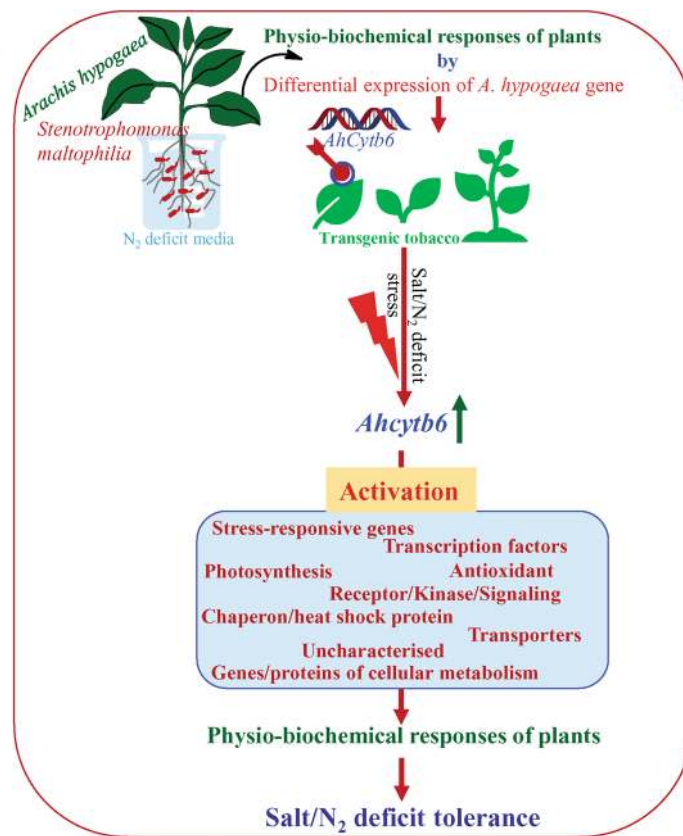 Arachis hypogaea
Stenotrophomonas
maltophilia
N₂ deficit media
Physio-biochemical responses of plants
by
Differential expression of A. hypogaea gene
AhCytb6
Transgenic tobacco
Salt/N₂ deficit
stress
Ahcytb6
Activation
Stress-responsive genes
Transcription factors
Photosynthesis
Antioxidant
Receptor/Kinase/Signaling
Chaperon/heat shock protein
Transporters
Uncharacterised
Genes/proteins of cellular metabolism
Physio-biochemical responses of plants
Salt/N₂ deficit tolerance